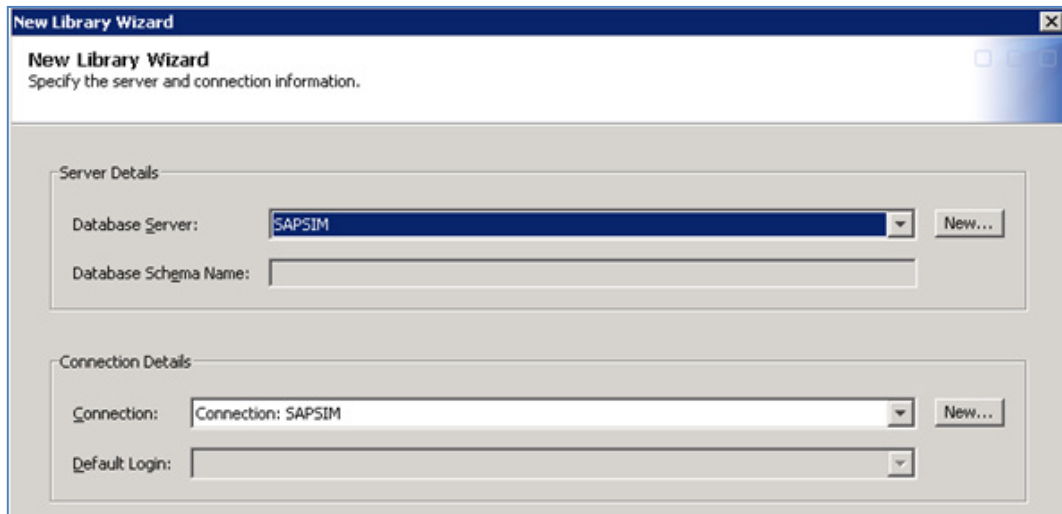 New Library Wizard
New Library Wizard
Specify the server and connection information.
Server Details
Database Server: SAPSIM New...
Database Schema Name:
Connection Details
Connection: Connection: SAPSIM New...
Default Login: